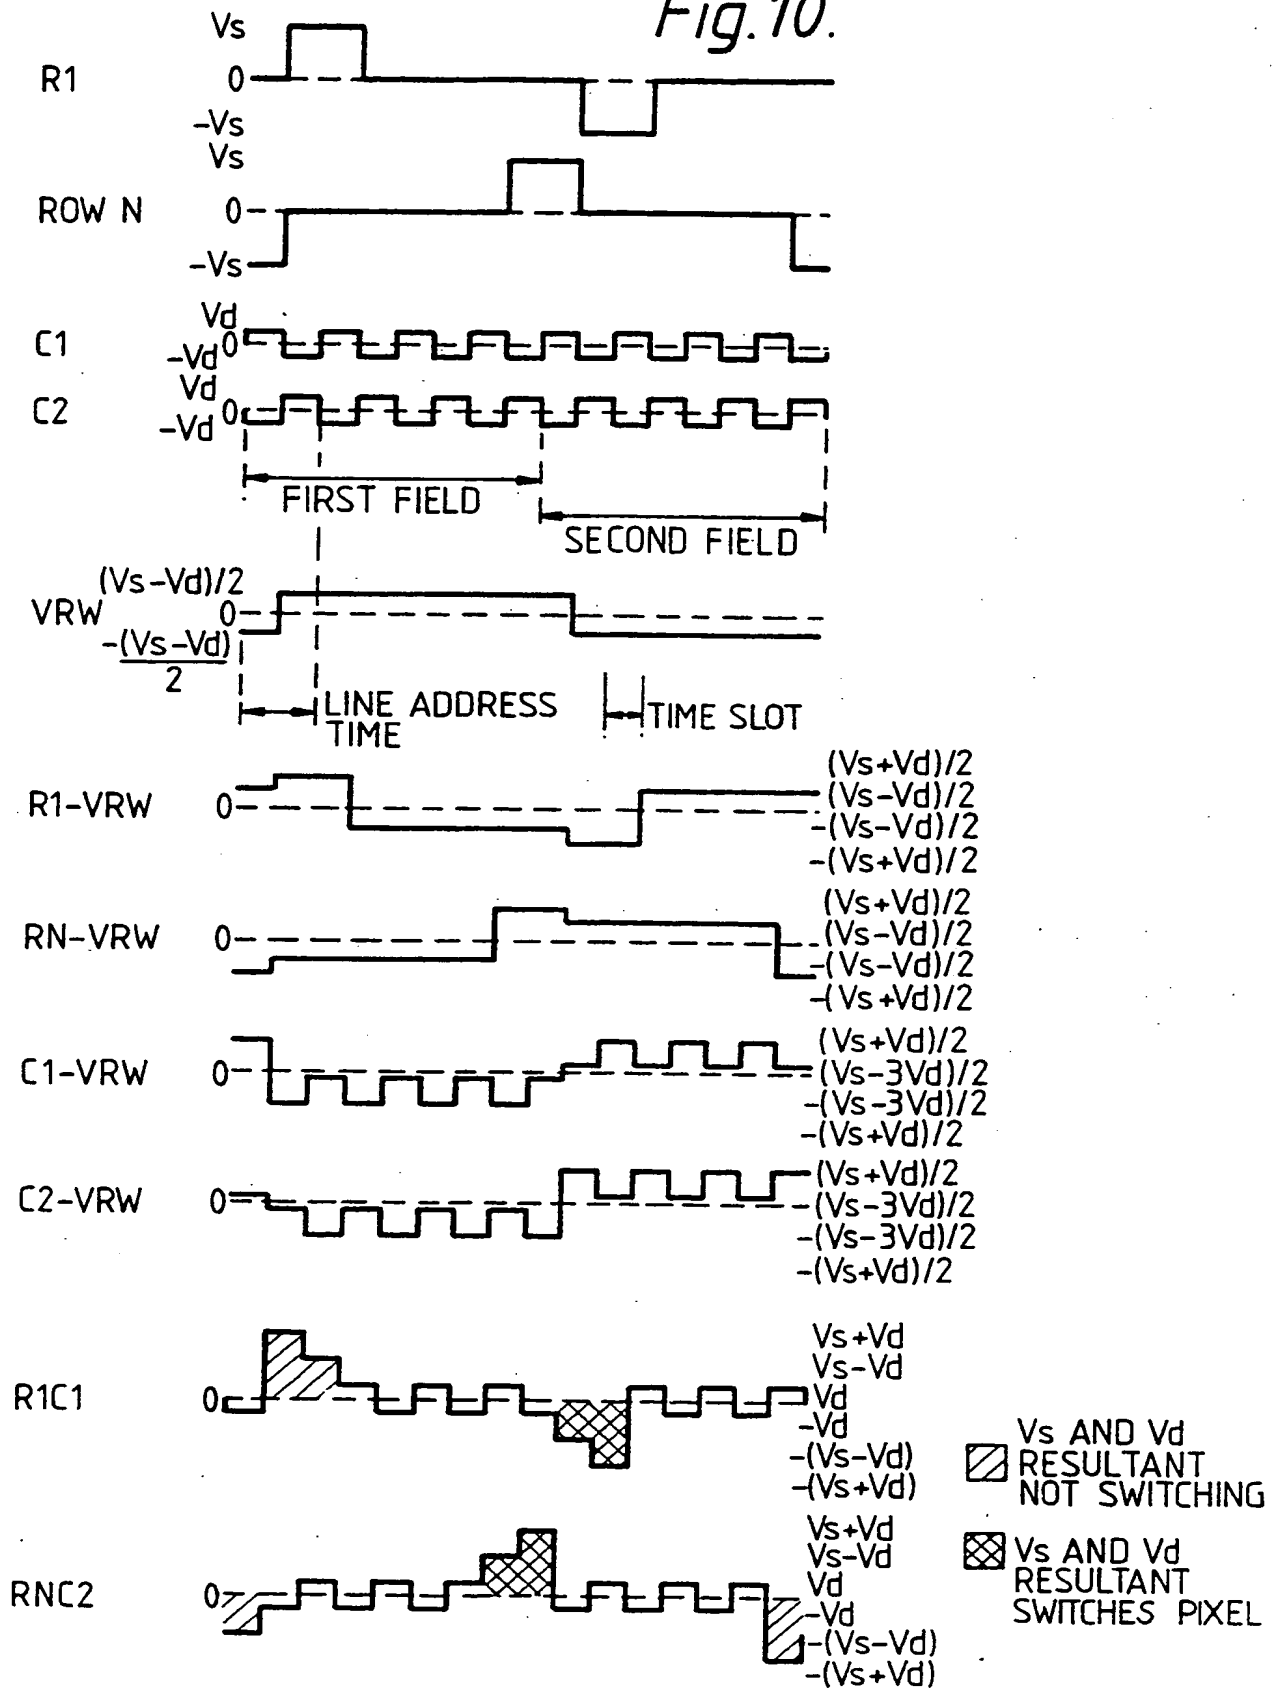 Fig.10.
Vs
R1
0
-Vs
Vs
ROW N
0
-Vs
Vd
C1
0
-Vd
Vd
C2
0
-Vd
FIRST FIELD
SECOND FIELD
(Vs-Vd)/2
VRW
0
-(Vs-Vd)
2
LINE ADDRESS
TIME
TIME SLOT
R1-VRW
0
(Vs+Vd)/2
(Vs-Vd)/2
-(Vs-Vd)/2
-(Vs+Vd)/2
RN-VRW
0
(Vs+Vd)/2
(Vs-Vd)/2
-(Vs-Vd)/2
-(Vs+Vd)/2
C1-VRW
0
(Vs+Vd)/2
(Vs-3Vd)/2
-(Vs-3Vd)/2
-(Vs+Vd)/2
C2-VRW
0
(Vs+Vd)/2
(Vs-3Vd)/2
-(Vs-3Vd)/2
-(Vs+Vd)/2
R1C1
0
Vs+Vd
Vs-Vd
Vd
-Vd
-(Vs-Vd)
-(Vs+Vd)
Vs AND Vd
RESULTANT
NOT SWITCHING
RNC2
0
Vs+Vd
Vs-Vd
Vd
-Vd
-(Vs-Vd)
-(Vs+Vd)
Vs AND Vd
RESULTANT
SWITCHES PIXEL